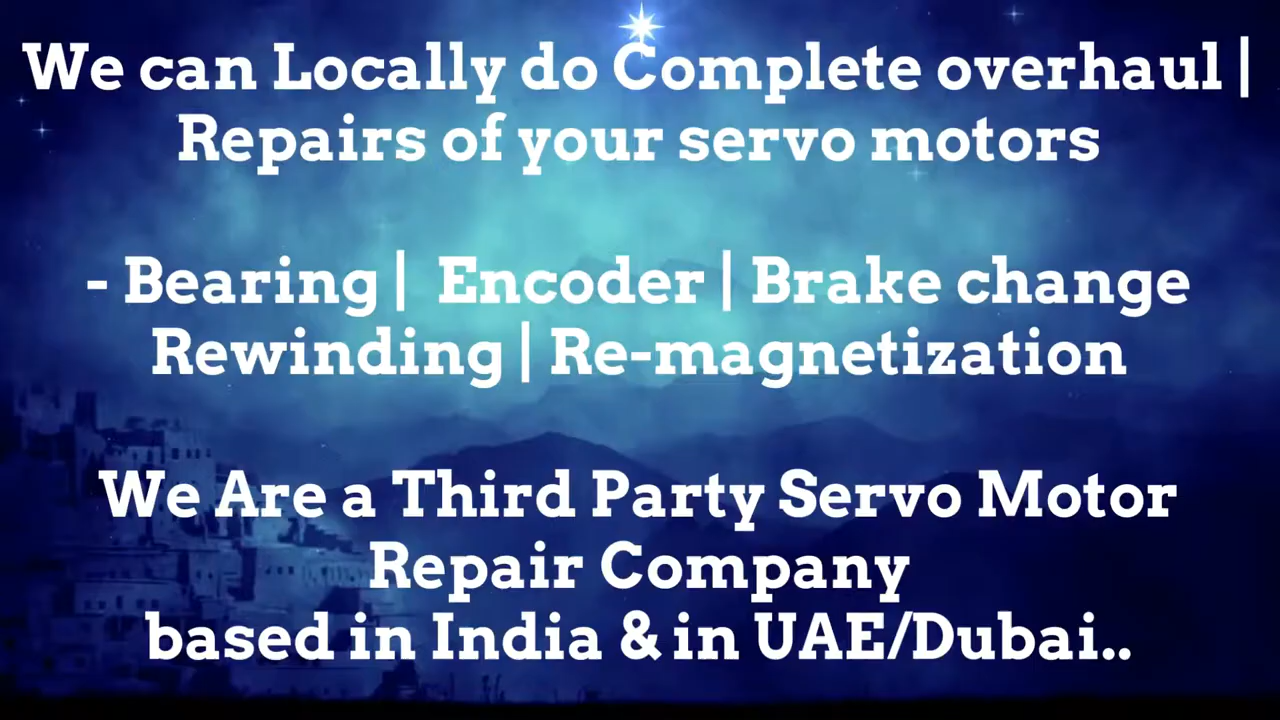 We can Locally do Complete overhaul |
Repairs of your servo motors
- Bearing | Encoder | Brake change
Rewinding | Re-magnetization
We Are a Third Party Servo Motor
Repair Company
based in India & in UAE/Dubai..